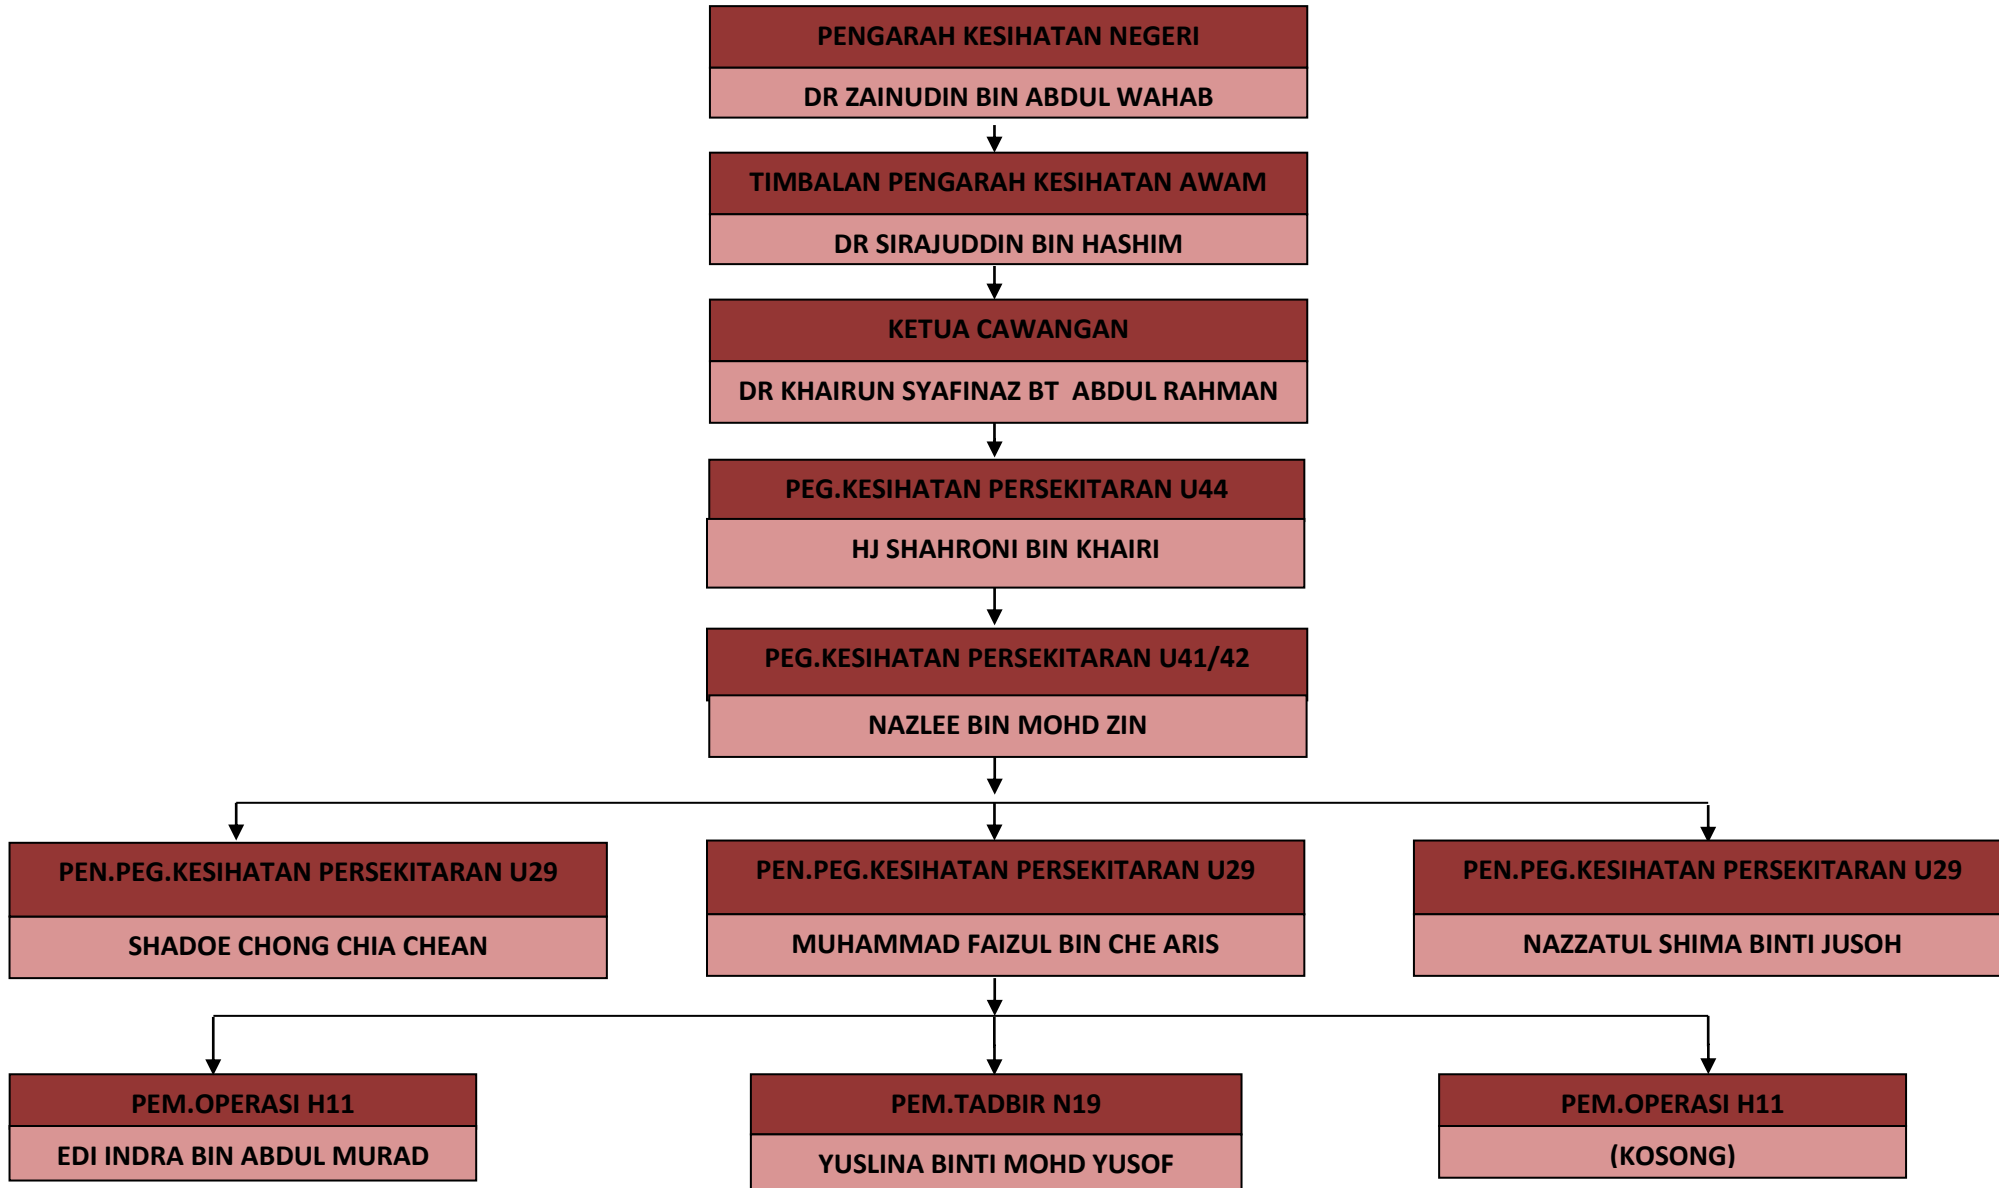 PENGARAH KESIHATAN NEGERI
DR ZAINUDIN BIN ABDUL WAHAB
TIMBALAN PENGARAH KESIHATAN AWAM
DR SIRAJUDDIN BIN HASHIM
KETUA CAWANGAN
DR KHAIRUN SYAFINAZ BT  ABDUL RAHMAN
PEG.KESIHATAN PERSEKITARAN U44
HJ SHAHRONI BIN KHAIRI
PEG.KESIHATAN PERSEKITARAN U41/42
NAZLEE BIN MOHD ZIN
PEN.PEG.KESIHATAN PERSEKITARAN U29
SHADOE CHONG CHIA CHEAN
PEN.PEG.KESIHATAN PERSEKITARAN U29
MUHAMMAD FAIZUL BIN CHE ARIS
PEN.PEG.KESIHATAN PERSEKITARAN U29
NAZZATUL SHIMA BINTI JUSOH
PEM.OPERASI H11
EDI INDRA BIN ABDUL MURAD
PEM.TADBIR N19
YUSLINA BINTI MOHD YUSOF
PEM.OPERASI H11
(KOSONG)